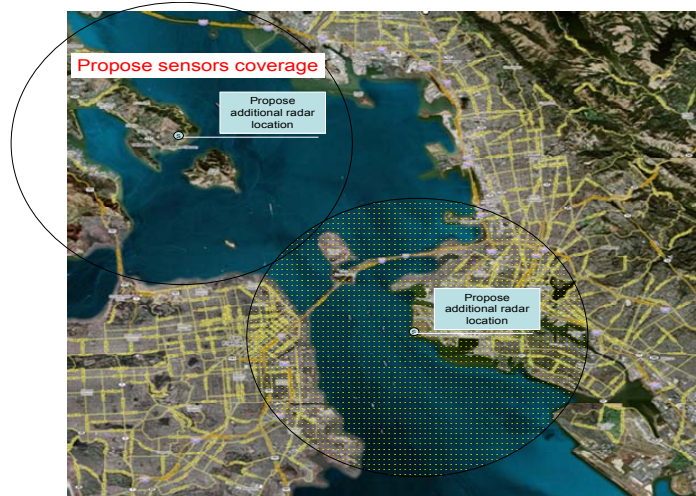 Propose sensors coverage
Propose
additional radar
location
Propose
additional radar
location